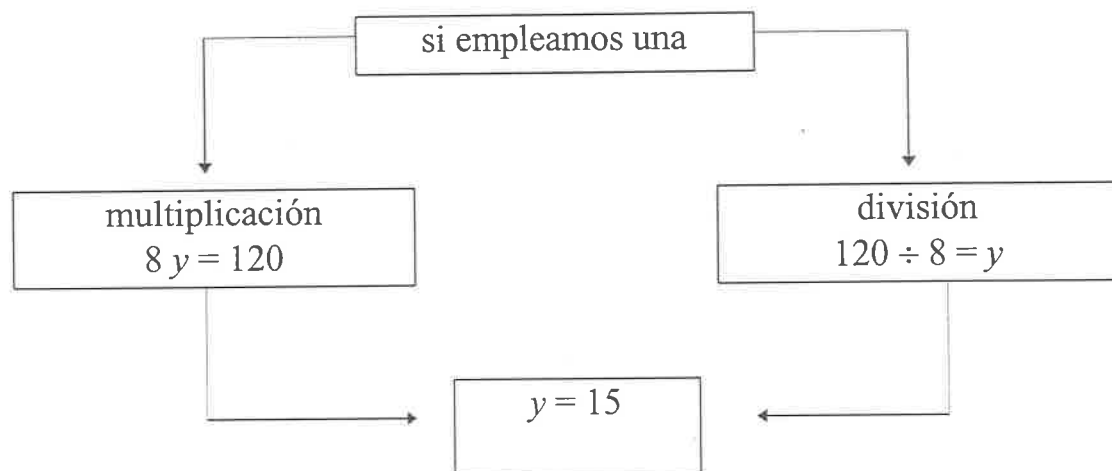 si empleamos una
multiplicación
8 y = 120
división
120 ÷ 8 = y
y = 15